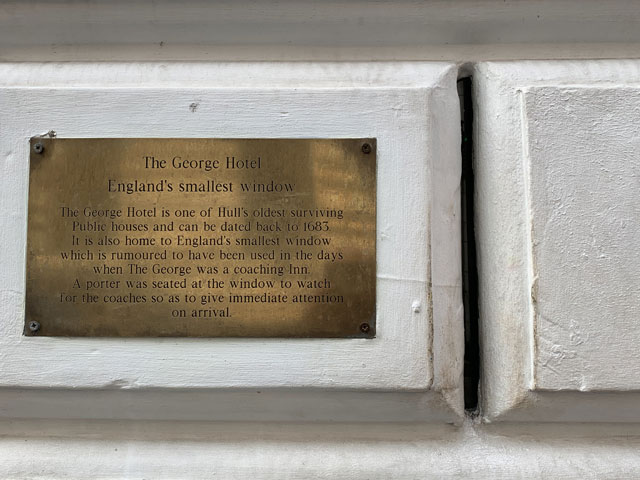 The George Hotel
England's smallest window
The George Hotel is one of Hull's oldest surviving
Public houses and can be dated back to 1683
It is also home to England's smallest window
which is rumoured to have been used in the days
when The George was a coaching Inn.
A porter was seated at the window to watch
for the coaches so as to give immediate attention
on arrival.